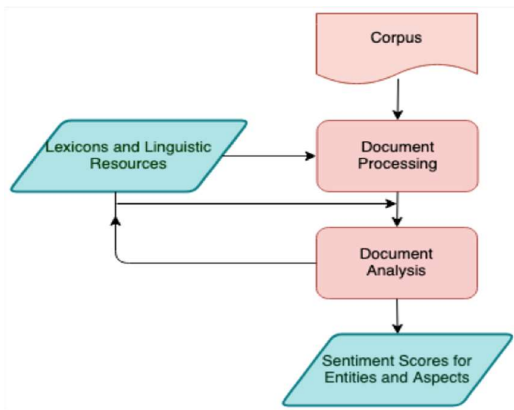 Corpus
Lexicons and Linguistic
Resources
Document
Processing
Document
Analysis
Sentiment Scores for
Entities and Aspects